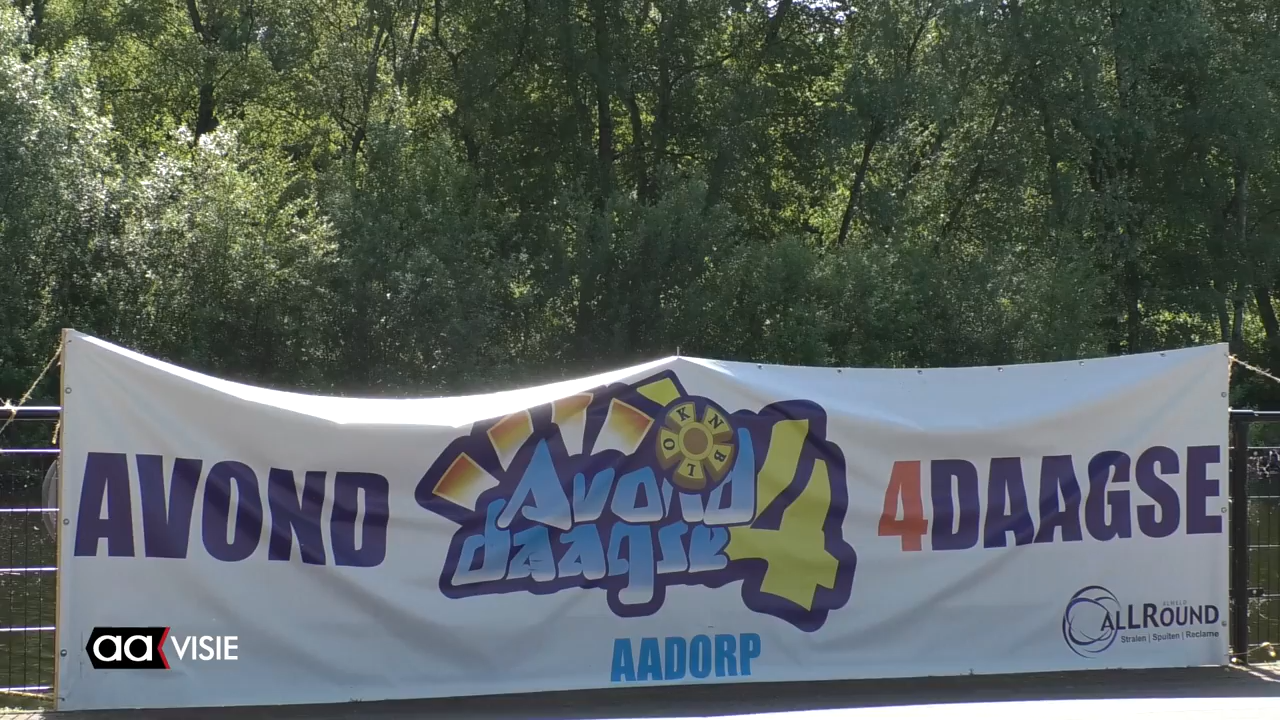 AVOND
Avond
daagse 4
KNBLO
4DAAGSE
AADORP
ALLROUND
Stralen | Spuiten | Reclame
aa VISIE